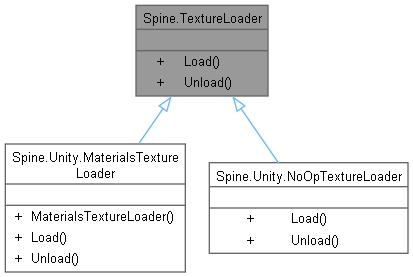 Spine.TextureLoader
+ Load()
+ Unload()
Spine.Unity.MaterialsTexture
Loader
+ MaterialsTextureLoader()
+ Load()
+ Unload()
Spine.Unity.NoOpTextureLoader
+ Load()
+ Unload()